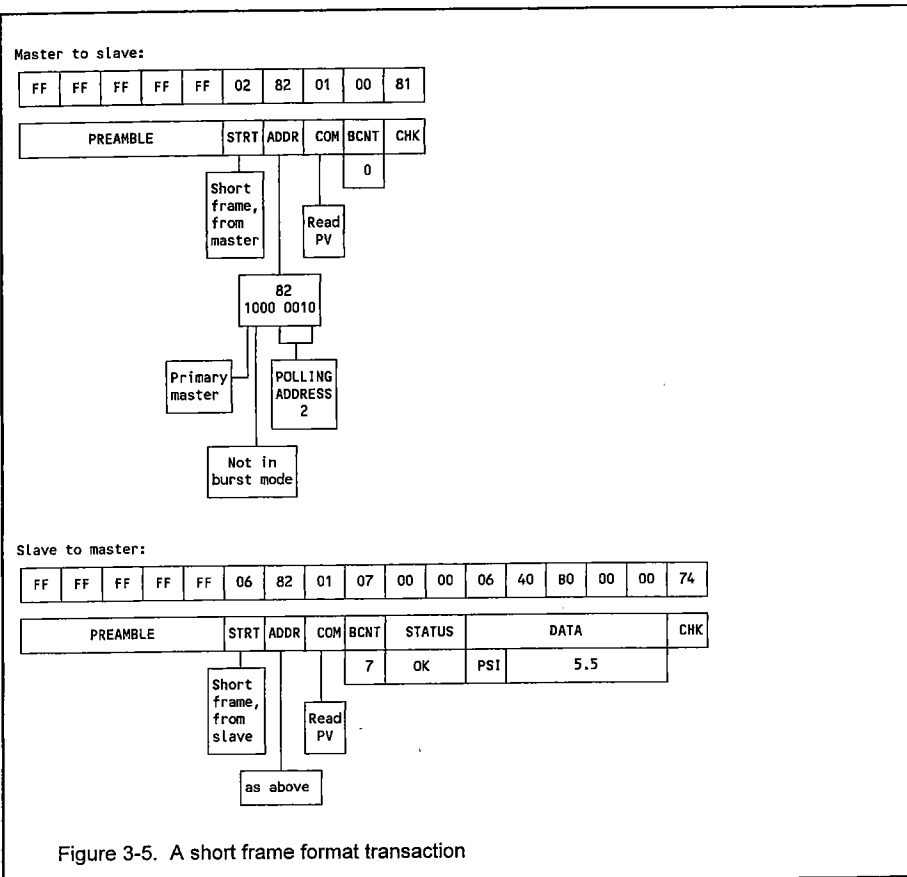 Master to slave:
FF FF FF FF FF 02 82 01 00 81
PREAMBLE STRT ADDR COM BCNT CHK
0
Short
frame,
from
master
Read
PV
82
1000 0010
Primary
master
POLLING
ADDRESS
2
Not in
burst mode
Slave to master:
FF FF FF FF FF 06 82 01 07 00 00 06 40 B0 00 00 74
PREAMBLE STRT ADDR COM BCNT STATUS DATA CHK
7 OK PSI 5.5
Short
frame,
from
slave
Read
PV
as above
Figure 3-5. A short frame format transaction